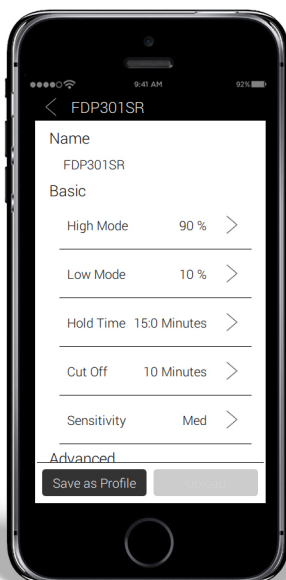 9:41 AM 92%
FDP301SR
Name
FDP301SR
Basic
High Mode 90 %
Low Mode 10 %
Hold Time 15:0 Minutes
Cut Off 10 Minutes
Sensitivity Med
Advanced
Save as Profile